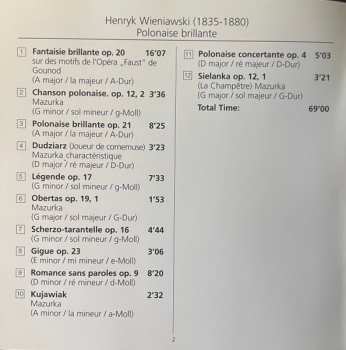 Henryk Wieniawski (1835-1880)
Polonaise brillante
1 Fantaisie brillante op. 20 16'07
sur des motifs de l'Opéra „Faust" de
Gounod
(A major / la majeur / A-Dur)
2 Chanson polonaise. op. 12, 2 3'36
Mazurka
(G minor / sol mineur / g-Moll)
3 Polonaise brillante op. 21 8'25
(A major / la majeur / A-Dur)
4 Dudziarz (Joueur de cornemuse) 3'23
Mazurka charactéristique
(D major / ré majeur / D-Dur)
5 Légende op. 17 7'33
(G minor / sol mineur / g-Moll)
6 Obertas op. 19, 1 1'53
Mazurka
(G major / sol majeur / G-Dur)
7 Scherzo-tarantelle op. 16 4'44
(G minor / sol mineur / g-Moll)
8 Gigue op. 23 3'06
(E minor / mi mineur / e-Moll)
9 Romance sans paroles op. 9 8'20
(D minor / ré mineur / d-Moll)
10 Kujawiak 2'32
Mazurka
(A minor / la mineur / a-Moll)
11 Polonaise concertante op. 4 5'03
(D major / ré majeur / D-Dur)
12 Sielanka op. 12, 1 3'21
(La Champêtre) Mazurka
(G major / sol majeur / G-Dur)
Total Time: 69'00
2